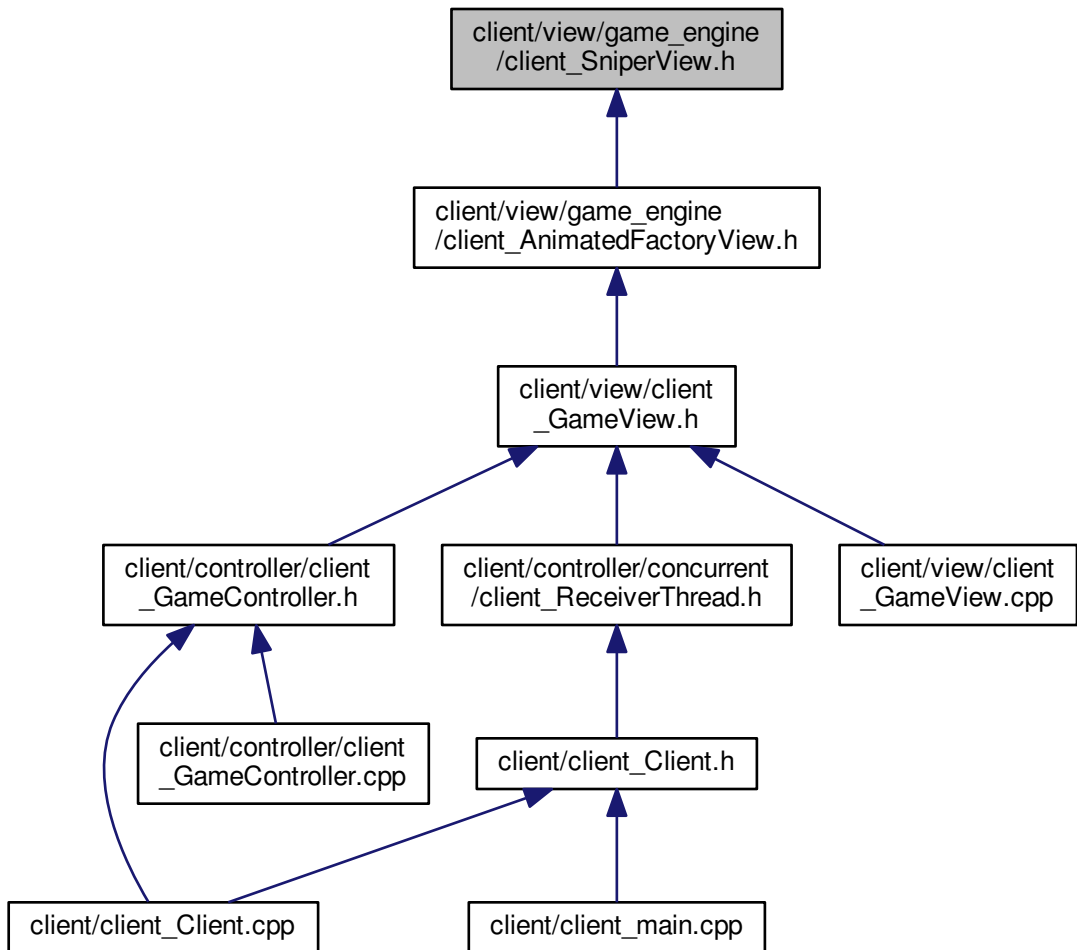 client/view/game_engine
/client_SniperView.h
client/view/game_engine
/client_AnimatedFactoryView.h
client/view/client
_GameView.h
client/controller/client
_GameController.h
client/controller/concurrent
/client_ReceiverThread.h
client/view/client
_GameView.cpp
client/controller/client
_GameController.cpp
client/client_Client.h
client/client_Client.cpp
client/client_main.cpp